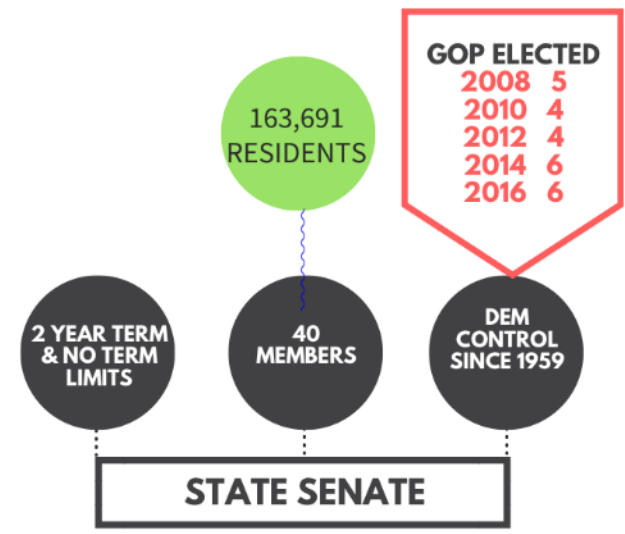 GOP ELECTED
2008 5
2010 4
2012 4
2014 6
2016 6
163,691
RESIDENTS
2 YEAR TERM
& NO TERM
LIMITS
40
MEMBERS
DEM
CONTROL
SINCE 1959
STATE SENATE